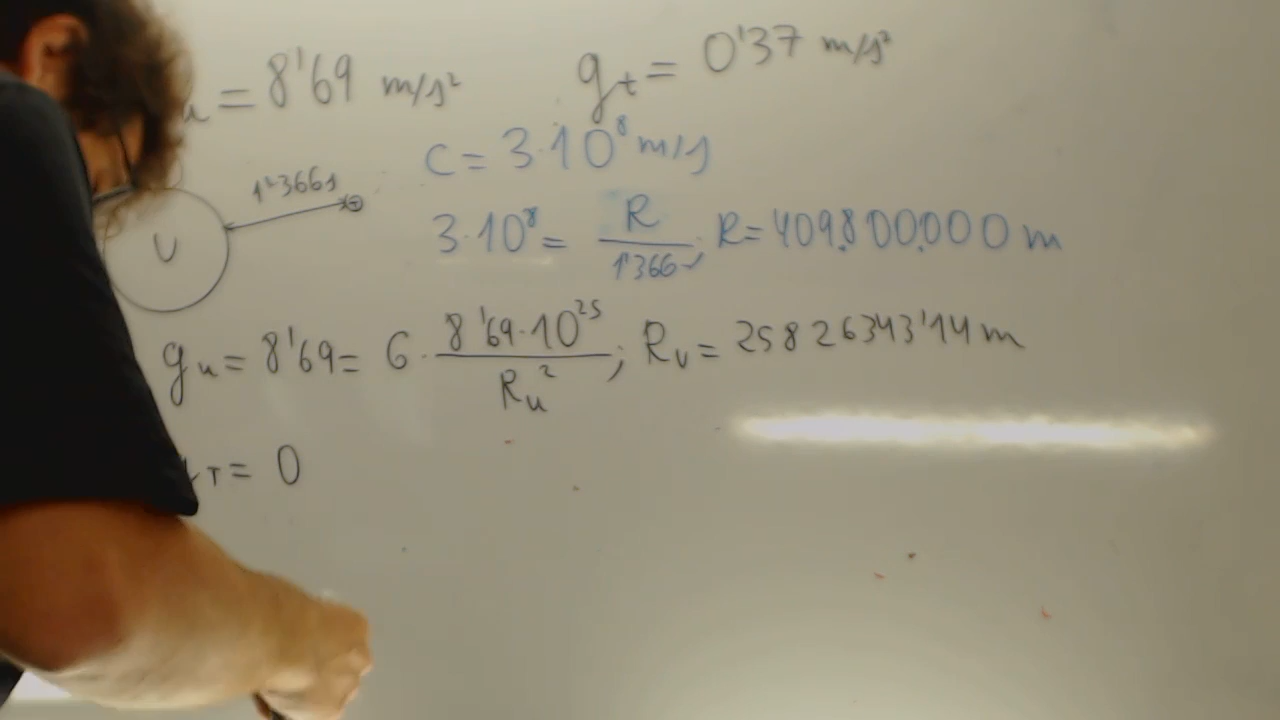 u = 8'69 m/s² g_t = 0'37 m/s²
c = 3·10⁸ m/s
1'366s
3·10⁸ = R/1'366 ; R = 409.800.000 m
U
g_u = 8'69 = G · 8'69·10²⁵/R_u² ; R_U = 25826343'14 m
T = 0